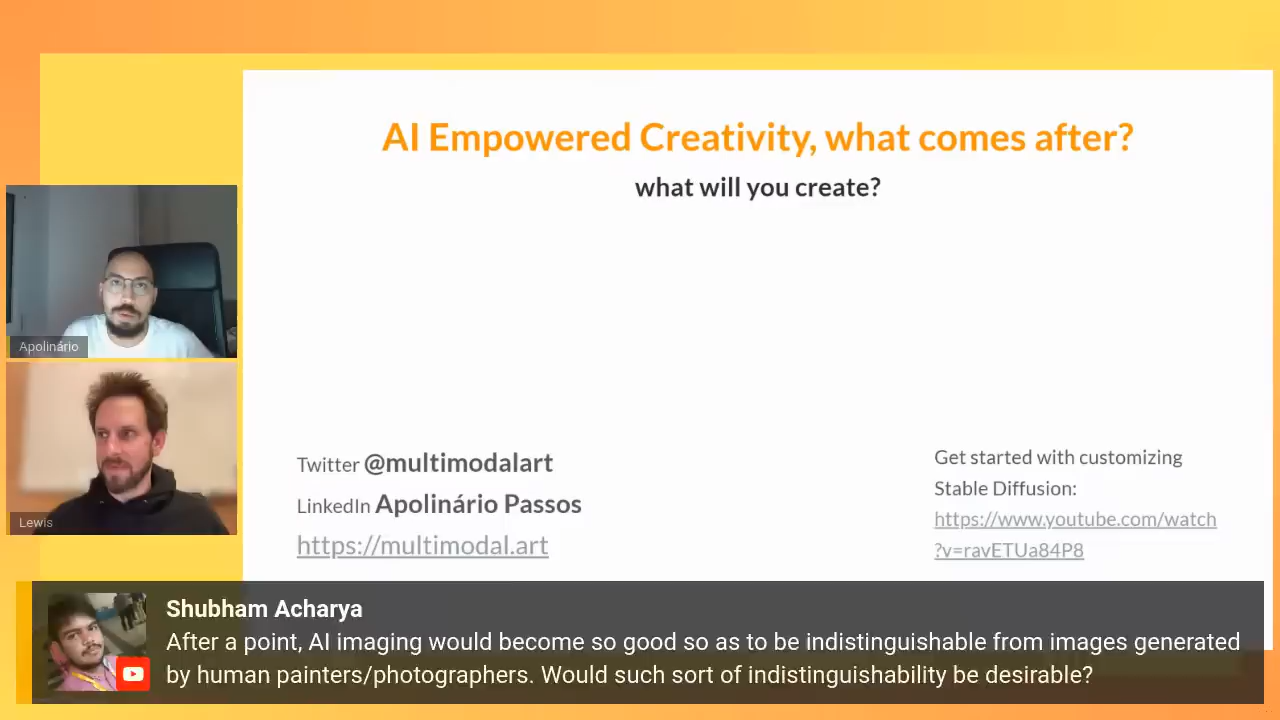 AI Empowered Creativity, what comes after?
what will you create?
Apolinário
Lewis
Twitter @multimodalart
LinkedIn Apolinário Passos
https://multimodal.art
Get started with customizing
Stable Diffusion:
https://www.youtube.com/watch
?v=ravETUa84P8
Shubham Acharya
After a point, AI imaging would become so good so as to be indistinguishable from images generated
by human painters/photographers. Would such sort of indistinguishability be desirable?